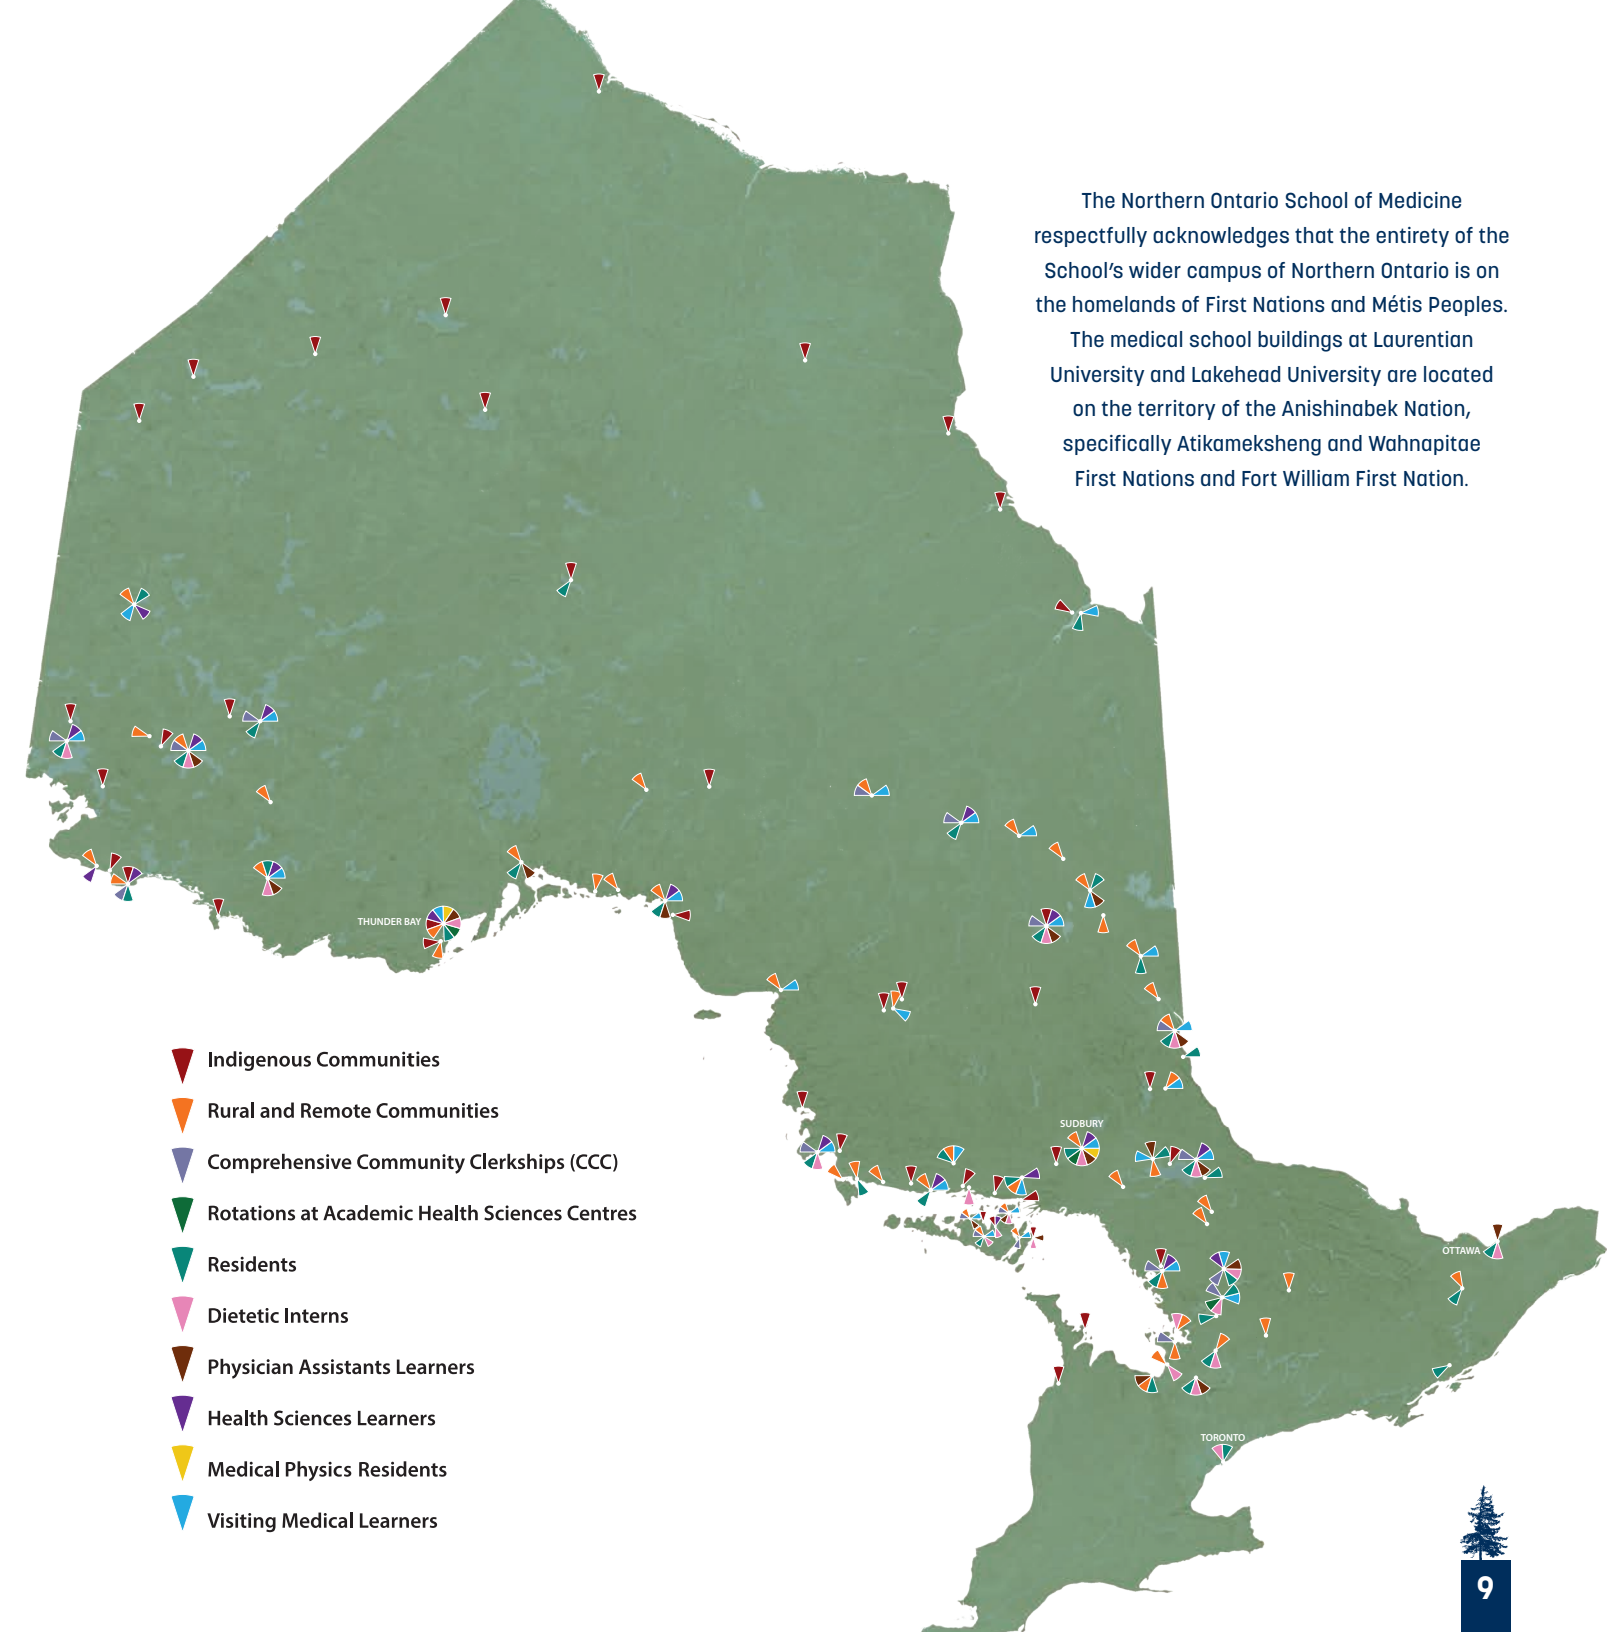 The Northern Ontario School of Medicine
respectfully acknowledges that the entirety of the
School's wider campus of Northern Ontario is on
the homelands of First Nations and Métis Peoples.
The medical school buildings at Laurentian
University and Lakehead University are located
on the territory of the Anishinabek Nation,
specifically Atikameksheng and Wahnapitae
First Nations and Fort William First Nation.
THUNDER BAY
SUDBURY
OTTAWA
TORONTO
Indigenous Communities
Rural and Remote Communities
Comprehensive Community Clerkships (CCC)
Rotations at Academic Health Sciences Centres
Residents
Dietetic Interns
Physician Assistants Learners
Health Sciences Learners
Medical Physics Residents
Visiting Medical Learners
9